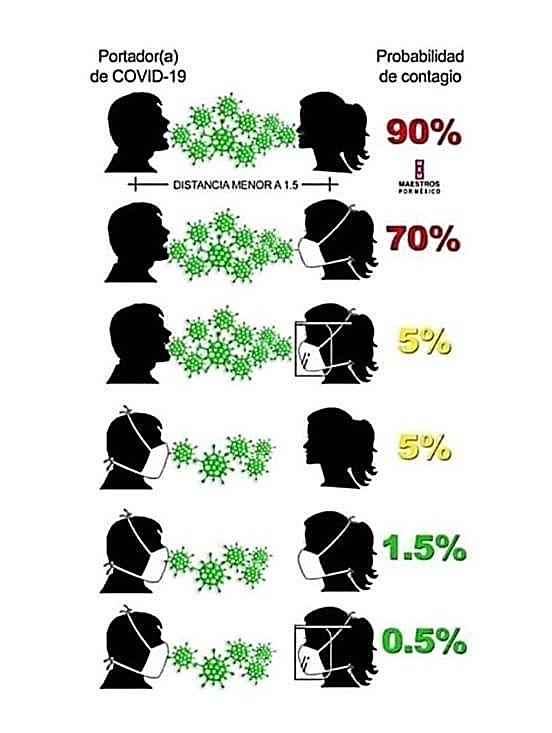 Portador(a)
de COVID-19
Probabilidad
de contagio
90%
DISTANCIA MENOR A 1.5
MAESTROS
POR MÉXICO
70%
5%
5%
1.5%
0.5%